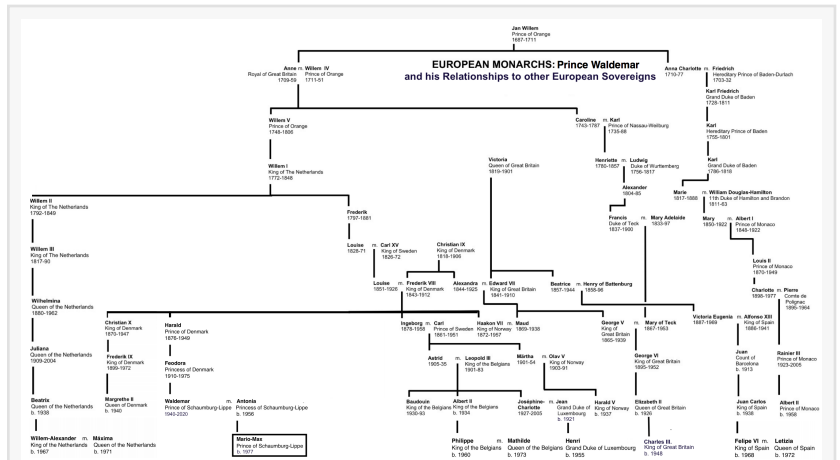 Jan Willem
Prince of Orange
1687-1711
EUROPEAN MONARCHS: Prince Waldemar
and his Relationships to other European Sovereigns
Anne m. Willem IV
Royal of Great Britain Prince of Orange
1709-59 1711-51
Anna Charlotte m. Friedrich
1710-77 Hereditary Prince of Baden-Durlach
1703-32
Karl Friedrich
Grand Duke of Baden
1728-1811
Willem V
Prince of Orange
1748-1806
Caroline m. Karl
1743-1787 Prince of Nassau-Weilburg
1735-88
Karl
Hereditary Prince of Baden
1755-1801
Willem I
King of The Netherlands
1772-1848
Victoria
Queen of Great Britain
1819-1901
Henriette m. Ludwig
1780-1857 Duke of Wurttemberg
1756-1817
Karl
Grand Duke of Baden
1786-1818
Alexander
1804-85
Marie m. William Douglas-Hamilton
1817-1888 11th Duke of Hamilton and Brandon
1811-63
Willem II
King of The Netherlands
1792-1849
Frederik
1797-1881
Francis m. Mary Adelaide
Duke of Teck 1833-97
1837-1900
Mary m. Albert I
1850-1922 Prince of Monaco
1848-1922
Willem III
King of The Netherlands
1817-90
Louise m. Carl XV
1828-71 King of Sweden
1826-72
Christian IX
King of Denmark
1818-1906
Louis II
Prince of Monaco
1870-1949
Wilhelmina
Queen of the Netherlands
1880-1962
Louise m. Frederik VIII
1851-1926 King of Denmark
1843-1912
Alexandra m. Edward VII
1844-1925 King of Great Britain
1841-1910
Beatrice m. Henry of Battenburg
1857-1944 1858-96
Charlotte m. Pierre
1898-1977 Comte de
Polignac
1895-1964
Christian X
King of Denmark
1870-1947
Harald
Prince of Denmark
1876-1949
Ingeborg m. Carl
1878-1958 Prince of Sweden
1861-1951
Haakon VII m. Maud
King of Norway 1869-1938
1872-1957
George V m. Mary of Teck
King of 1867-1953
Great Britain
1865-1939
Victoria Eugenia m. Alfonso XIII
1887-1969 King of Spain
1886-1941
Juliana
Queen of the Netherlands
1909-2004
Frederik IX
King of Denmark
1899-1972
Feodora
Princess of Denmark
1910-1975
Astrid m. Leopold III
1905-35 King of the Belgians
1901-83
Märtha m. Olav V
1901-54 King of Norway
1903-91
George VI
King of Great Britain
1895-1952
Juan
Count of
Barcelona
b. 1913
Rainier III
Prince of Monaco
1923-2005
Beatrix
Queen of the Netherlands
b. 1938
Margrethe II
Queen of Denmark
b. 1940
Waldemar m. Antonia
Prince of Schaumburg-Lippe Princess of Schaumburg-Lippe
1940-2020 b. 1958
Baudouin
King of the Belgians
1930-93
Albert II
King of the Belgians
b. 1934
Joséphine- m. Jean
Charlotte Grand Duke of
1927-2005 Luxembourg
b. 1921
Harald V
King of Norway
b. 1937
Elizabeth II
Queen of Great Britain
b. 1926
Juan Carlos
King of Spain
b. 1938
Albert II
Prince of Monaco
b. 1958
Willem-Alexander m. Máxima
King of the Netherlands Queen of the Netherlands
b. 1967 b. 1971
Mario-Max
Prince of Schaumburg-Lippe
b. 1977
Philippe m. Mathilde
King of the Belgians Queen of the Belgians
b. 1960 b. 1973
Henri
Grand Duke of Luxembourg
b. 1955
Charles III.
King of Great Britain
b. 1948
Felipe VI m. Letizia
King of Spain Queen of Spain
b. 1968 b. 1972